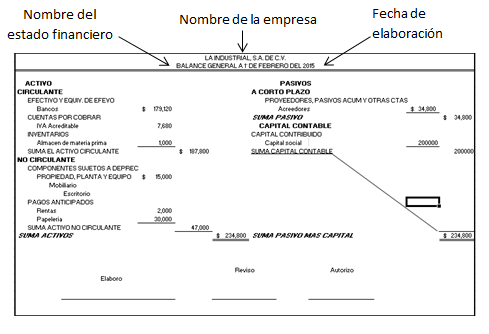 Nombre del
estado financiero
Nombre de la empresa
Fecha de
elaboración
LA INDUSTRIAL, S.A. DE C.V.
BALANCE GENERAL A 1 DE FEBRERO DEL 2015
ACTIVO
CIRCULANTE
EFECTIVO Y EQUIV. DE EFEVO
Bancos $ 179,120
CUENTAS POR COBRAR
IVA Acreditable 7,680
INVENTARIOS
Almacen de materia prima 1,000
SUMA EL ACTIVO CIRCULANTE $ 187,800
NO CIRCULANTE
COMPONENTES SUJETOS A DEPREC
PROPIEDAD, PLANTA Y EQUIPO $ 15,000
Mobiliario
Escritorio
PAGOS ANTICIPADOS
Rentas 2,000
Papeleria 30,000
SUMA ACTIVO NO CIRCULANTE 47,000
SUMA ACTIVOS $ 234,800
PASIVOS
A CORTO PLAZO
PROVEEDORES, PASIVOS ACUM Y OTRAS CTAS
Acreedores $ 34,800
SUMA PASIVO $ 34,800
CAPITAL CONTABLE
CAPITAL CONTRIBUIDO
Capital social 200000
SUMA CAPITAL CONTABLE 200000
SUMA PASIVO MAS CAPITAL $ 234,800
Elaboro
Reviso
Autorizo